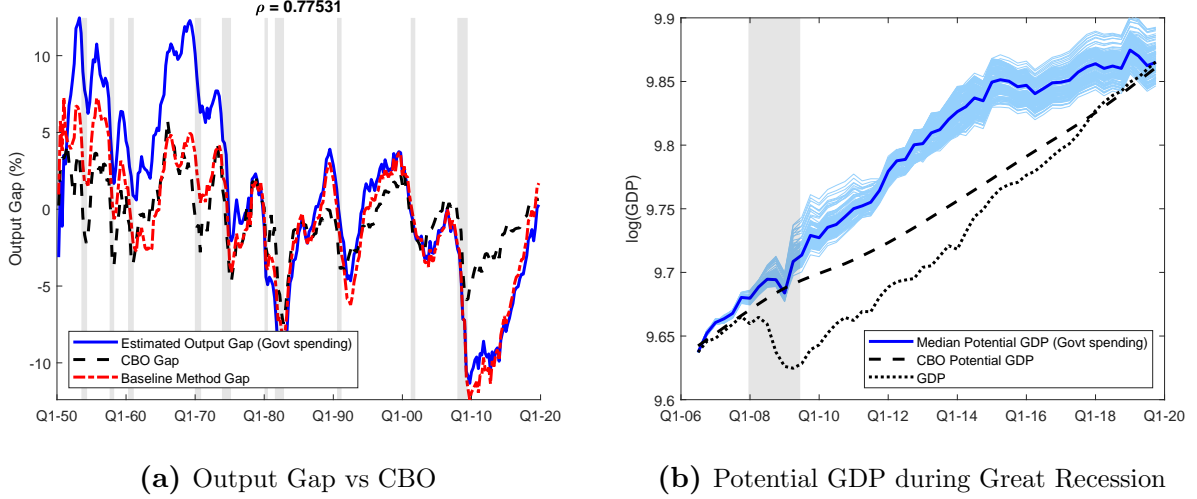 ρ = 0.77531
Output Gap (%)
10
5
0
-5
-10
Estimated Output Gap (Govt spending)
CBO Gap
Baseline Method Gap
Q1-50 Q1-60 Q1-70 Q1-80 Q1-90 Q1-00 Q1-10 Q1-20
(a) Output Gap vs CBO
log(GDP)
9.9
9.85
9.8
9.75
9.7
9.65
9.6
Median Potential GDP (Govt spending)
CBO Potential GDP
GDP
Q1-06 Q1-08 Q1-10 Q1-12 Q1-14 Q1-16 Q1-18 Q1-20
(b) Potential GDP during Great Recession